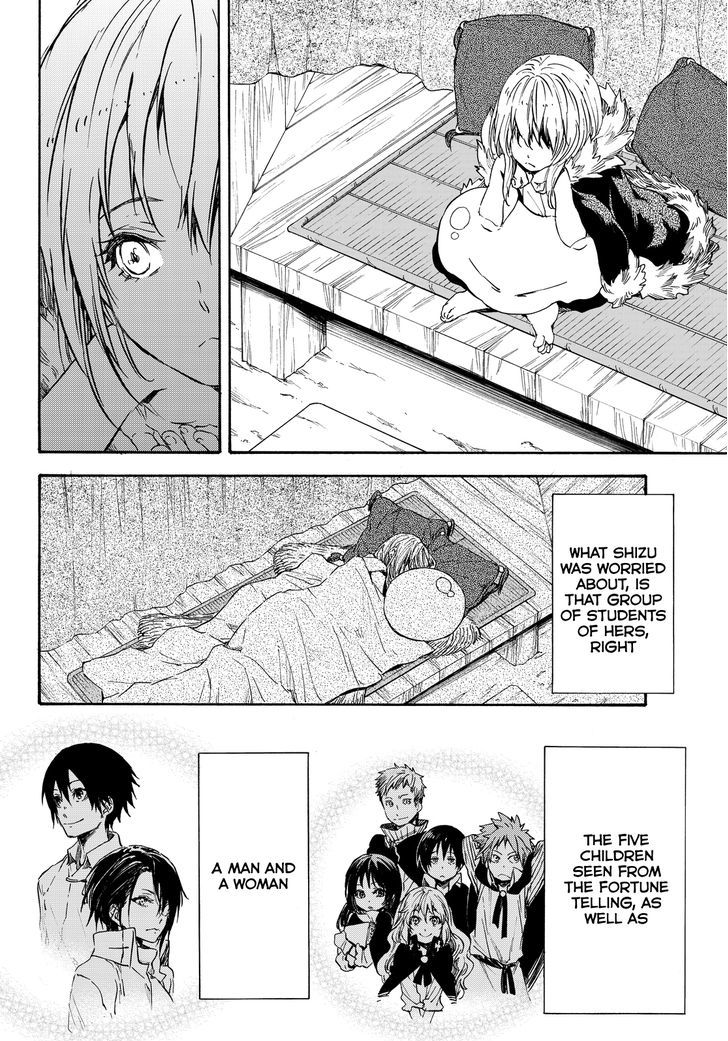 WHAT SHIZU
WAS WORRIED
ABOUT, IS
THAT GROUP
OF STUDENTS
OF HERS,
RIGHT
THE FIVE
CHILDREN
SEEN FROM
THE FORTUNE
TELLING, AS
WELL AS
A MAN AND
A WOMAN